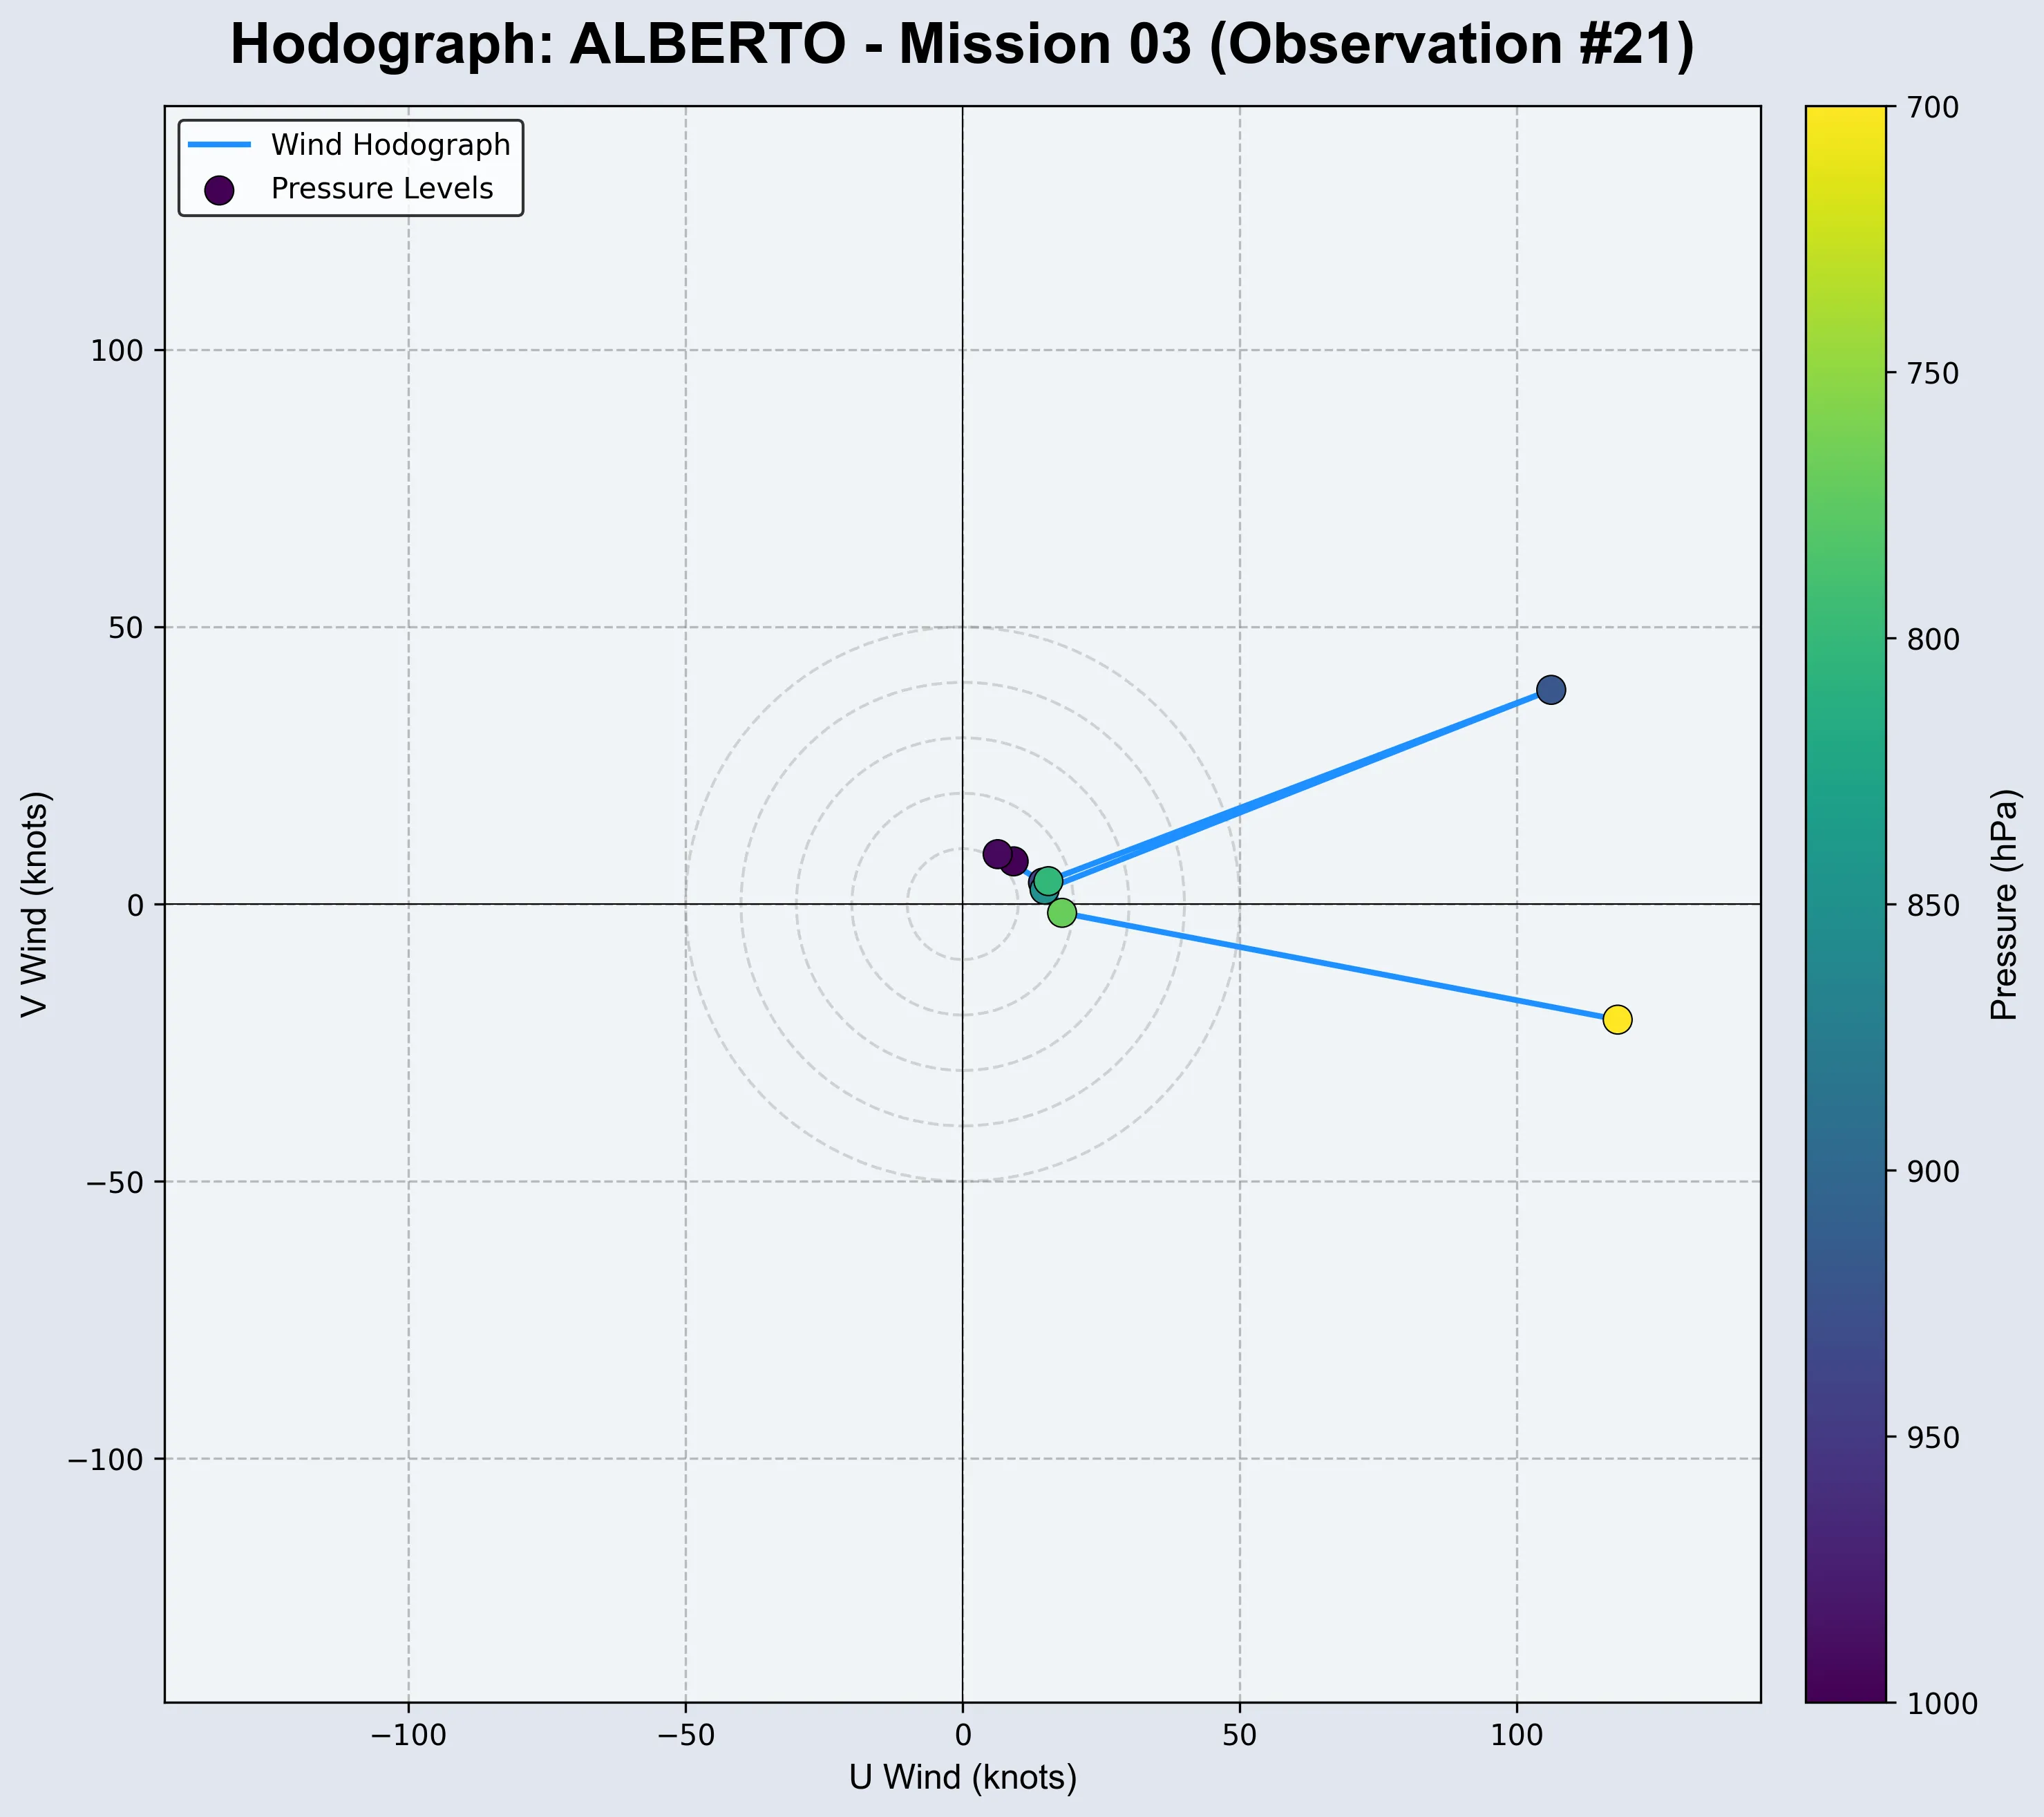 Hodograph: ALBERTO - Mission 03 (Observation #21)
Wind Hodograph
Pressure Levels
100
50
0
−50
−100
V Wind (knots)
−100
−50
0
50
100
U Wind (knots)
700
750
800
850
900
950
1000
Pressure (hPa)